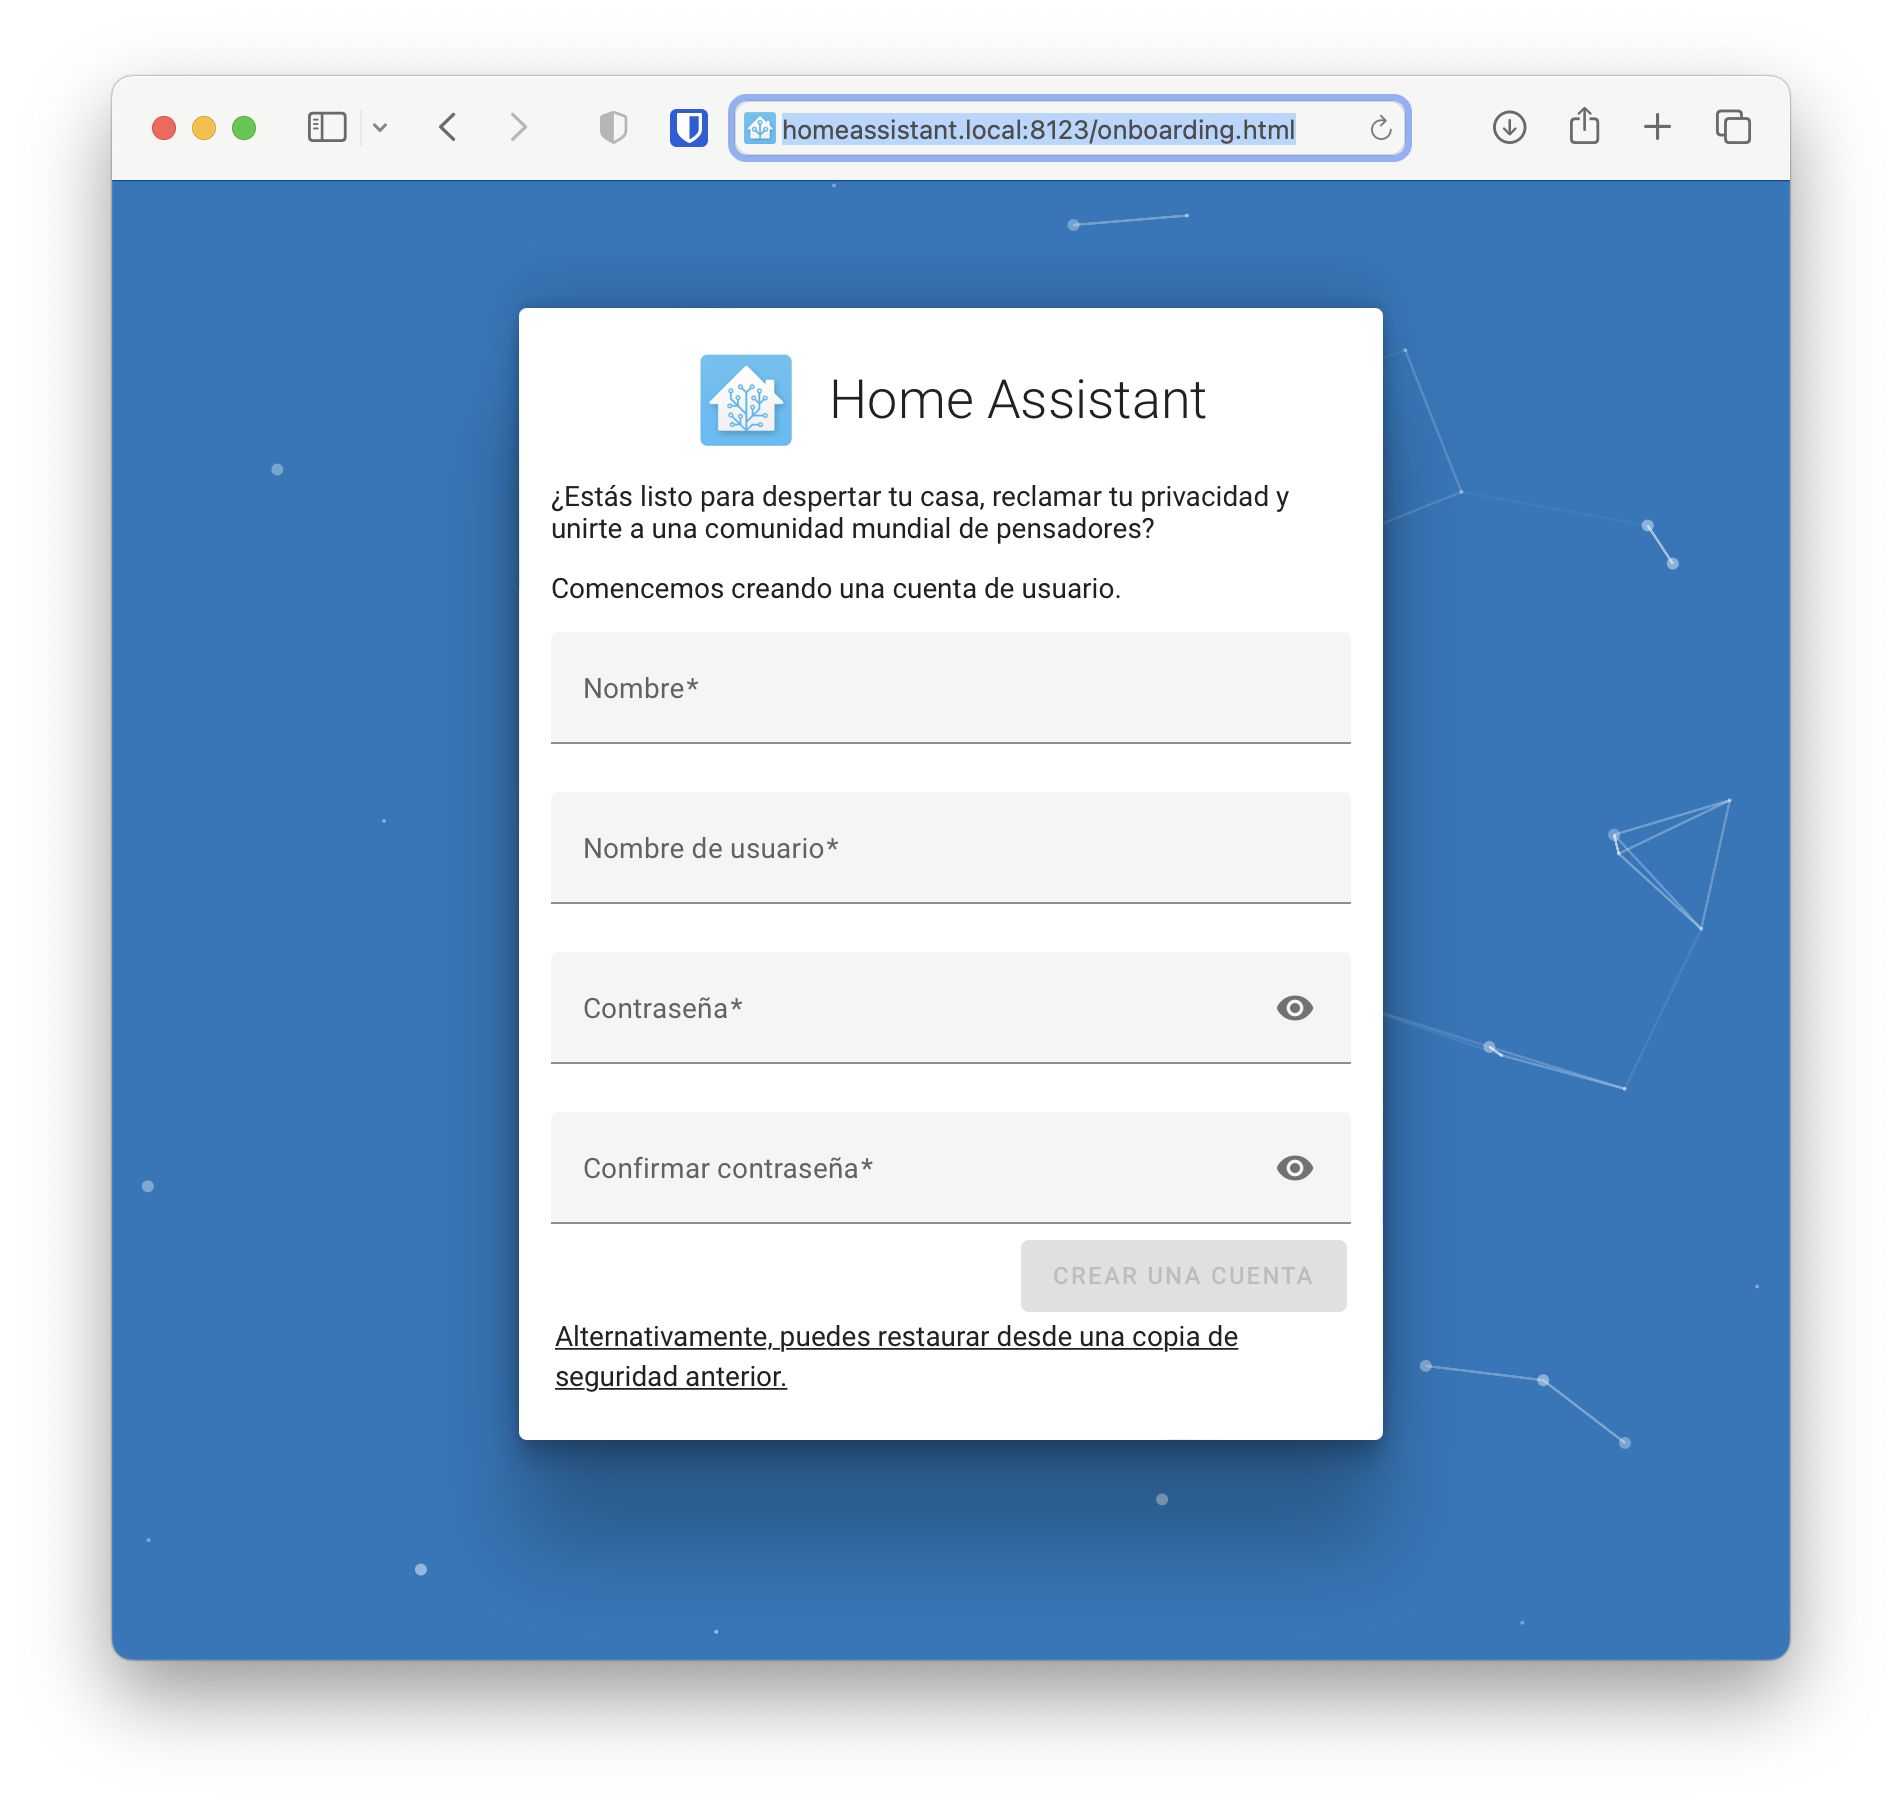 homeassistant.local:8123/onboarding.html
Home Assistant
¿Estás listo para despertar tu casa, reclamar tu privacidad y
unirte a una comunidad mundial de pensadores?
Comencemos creando una cuenta de usuario.
Nombre*
Nombre de usuario*
Contraseña*
Confirmar contraseña*
CREAR UNA CUENTA
Alternativamente, puedes restaurar desde una copia de
seguridad anterior.